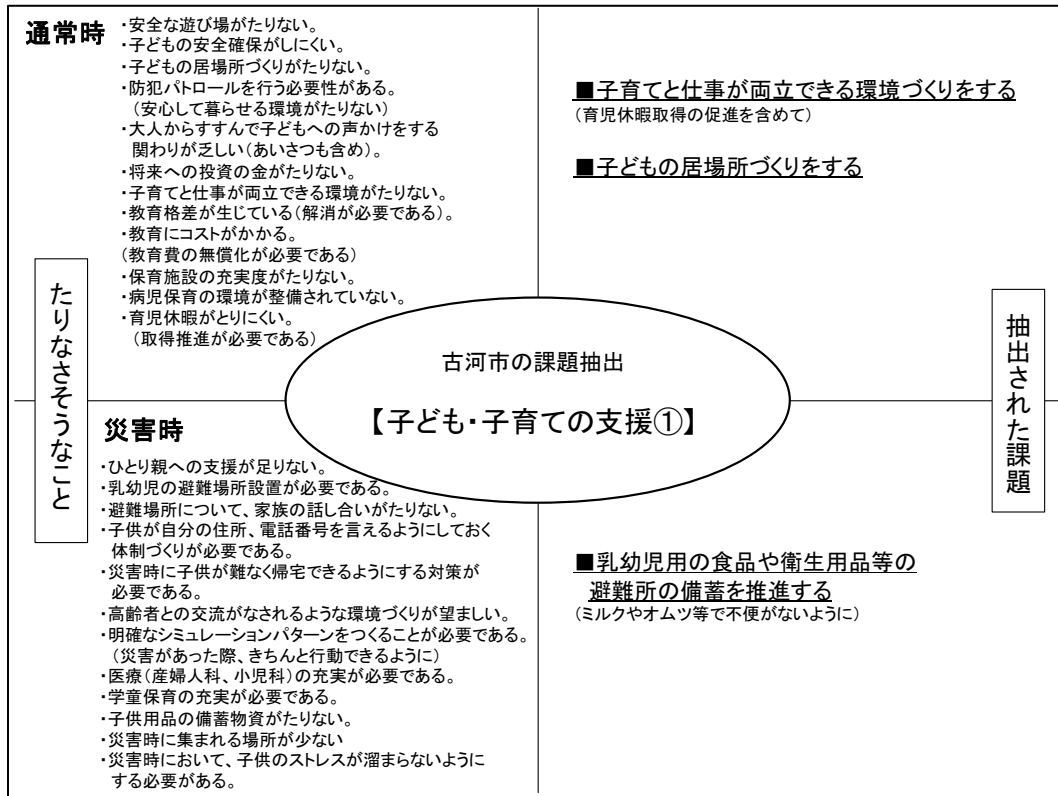 通常時
・安全な遊び場がたりない。
・子どもの安全確保がしにくい。
・子どもの居場所づくりがたりない。
・防犯パトロールを行う必要性がある。
（安心して暮らせる環境がたりない）
・大人からすすんで子どもへの声かけをする
関わりが乏しい（あいさつも含め）。
・将来への投資の金がたりない。
・子育てと仕事が両立できる環境がたりない。
・教育格差が生じている（解消が必要である）。
・教育にコストがかかる。
（教育費の無償化が必要である）
・保育施設の充実度がたりない。
・病児保育の環境が整備されていない。
・育児休暇がとりにくい。
（取得推進が必要である）
■子育てと仕事が両立できる環境づくりをする
（育児休暇取得の促進を含めて）
■子どもの居場所づくりをする
たりなさそうなこと
古河市の課題抽出
【子ども・子育ての支援①】
抽出された課題
災害時
・ひとり親への支援が足りない。
・乳幼児の避難場所設置が必要である。
・避難場所について、家族の話し合いがたりない。
・子供が自分の住所、電話番号を言えるようにしておく
体制づくりが必要である。
・災害時に子供が難なく帰宅できるようにする対策が
必要である。
・高齢者との交流がなされるような環境づくりが望ましい。
・明確なシミュレーションパターンをつくることが必要である。
（災害があった際、きちんと行動できるように）
・医療（産婦人科、小児科）の充実が必要である。
・学童保育の充実が必要である。
・子供用品の備蓄物資がたりない。
・災害時に集まれる場所が少ない
・災害時において、子供のストレスが溜まらないように
する必要がある。
■乳幼児用の食品や衛生用品等の
避難所の備蓄を推進する
（ミルクやオムツ等で不便がないように）